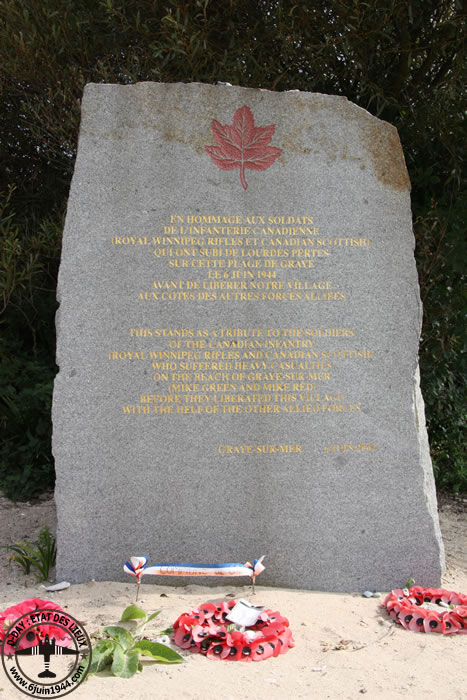 EN HOMMAGE AUX SOLDATS
DE L'INFANTERIE CANADIENNE
(ROYAL WINNIPEG RIFLES ET CANADIAN SCOTTISH)
QUI ONT SUBI DE LOURDES PERTES
SUR CETTE PLAGE DE GRAYE
LE 6 JUIN 1944
AVANT DE LIBERER NOTRE VILLAGE
AUX COTES DES AUTRES FORCES ALLIEES
THIS STANDS AS A TRIBUTE TO THE SOLDIERS
OF THE CANADIAN INFANTRY
(ROYAL WINNIPEG RIFLES AND CANADIAN SCOTTISH)
WHO SUFFERED HEAVY CASUALTIES
ON THE BEACH OF GRAYE-SUR-MER
(MIKE GREEN AND MIKE RED)
BEFORE THEY LIBERATED THIS VILLAGE
WITH THE HELP OF THE OTHER ALLIED FORCES
GRAYE-SUR-MER JUIN
D-DAY : ÉTAT DES LIEUX
www.6juin1944.com